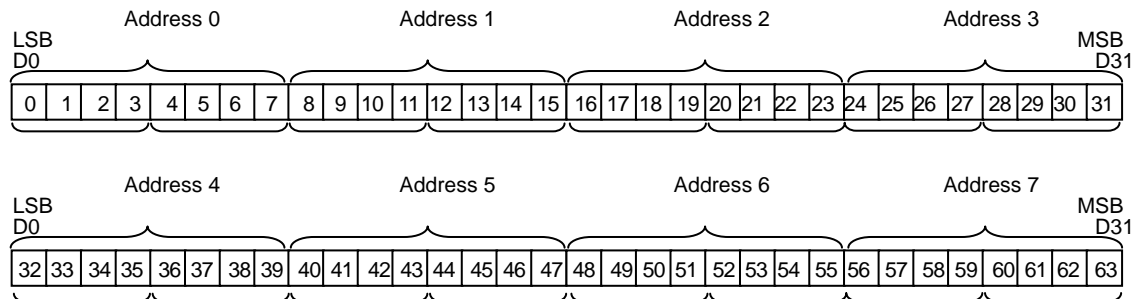 Address 0 Address 1 Address 2 Address 3
LSB MSB
D0 D31
0 1 2 3 4 5 6 7 8 9 10 11 12 13 14 15 16 17 18 19 20 21 22 23 24 25 26 27 28 29 30 31
Address 4 Address 5 Address 6 Address 7
LSB MSB
D0 D31
32 33 34 35 36 37 38 39 40 41 42 43 44 45 46 47 48 49 50 51 52 53 54 55 56 57 58 59 60 61 62 63